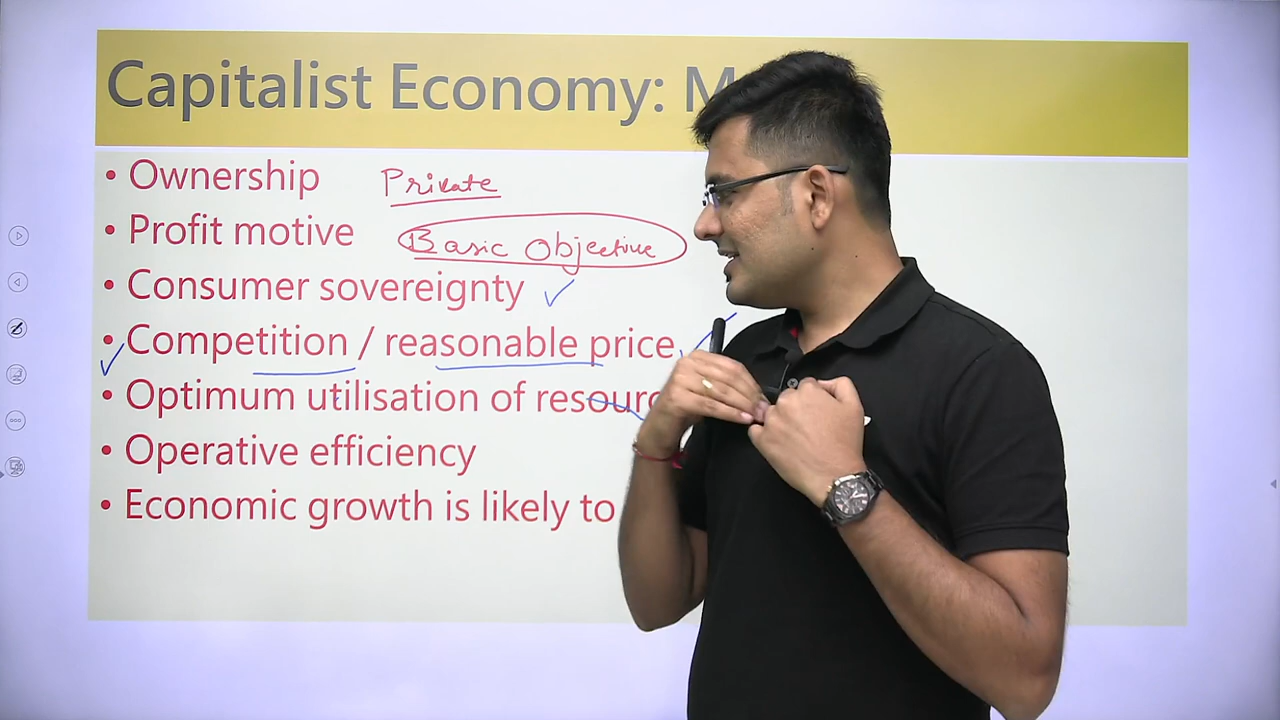 Capitalist Economy: M
• Ownership Private
• Profit motive Basic Objective
• Consumer sovereignty
• Competition / reasonable price
• Optimum utilisation of resourc
• Operative efficiency
• Economic growth is likely to